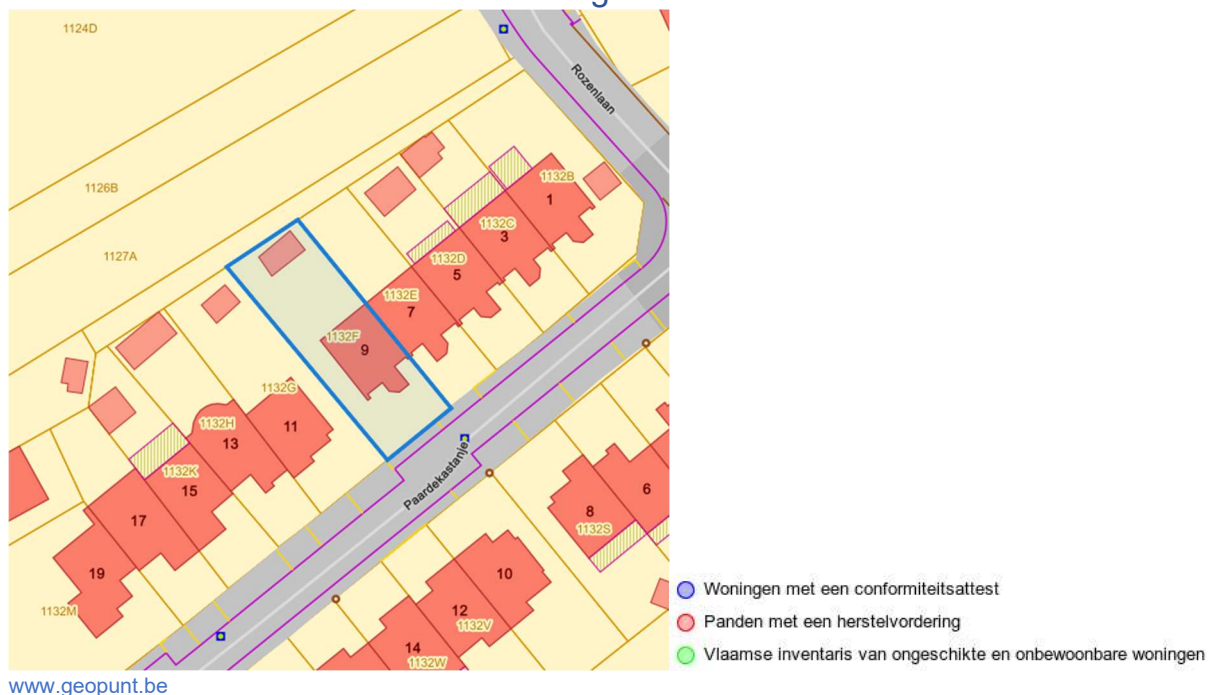 1124D
Rozenlaan
1126B
1132B
1
1132C
3
1127A
1132D
5
1132E
7
1132F
9
1132G
11
1132H
13
1132K
15
17
19
1132M
Paardekastanje
6
8
1132S
10
12
1132V
14
1132W
Woningen met een conformiteitsattest
Panden met een herstelvordering
Vlaamse inventaris van ongeschikte en onbewoonbare woningen
www.geopunt.be